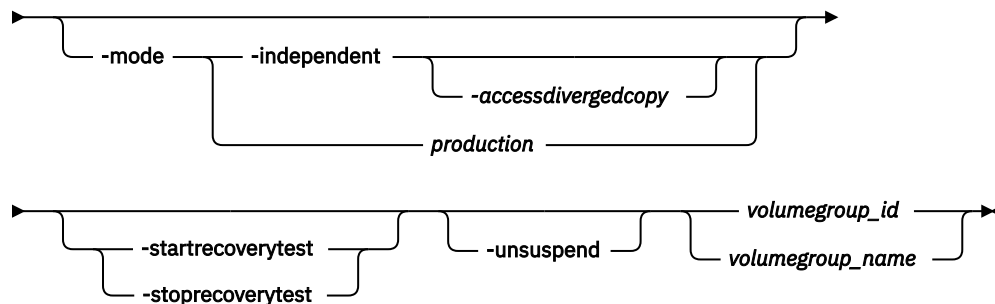 -mode -independent
-accessdivergedcopy
production
volumegroup_id
-startrecoverytest -unsuspend
volumegroup_name
-stoprecoverytest